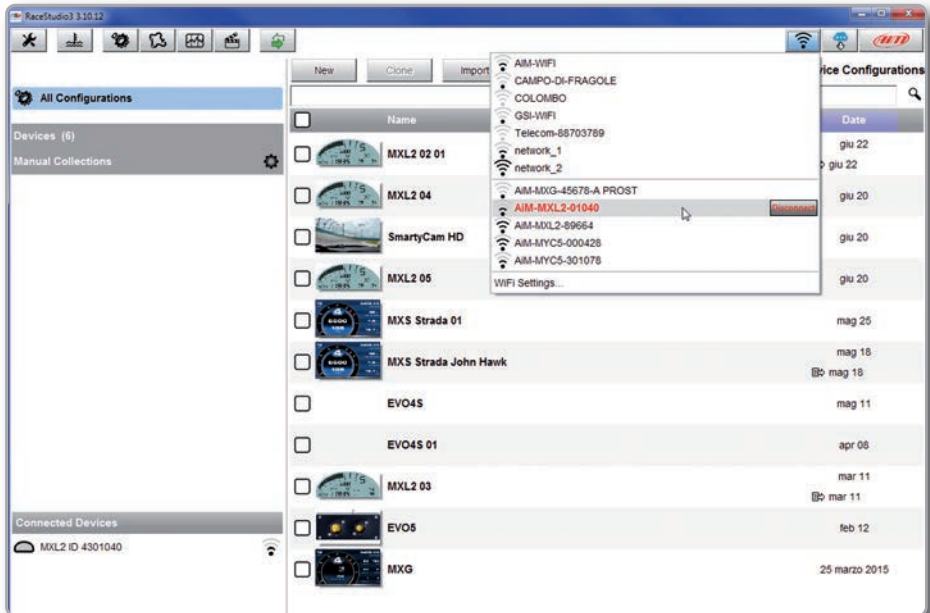 RaceStudio3 3.10.12
AiM
New
Clone
Import
ice Configurations
All Configurations
Devices (6)
Manual Collections
Name
Date
AIM-WIFI
CAMPO-DI-FRAGOLE
COLOMBO
GSI-WIFI
Telecom-88703789
network_1
network_2
AiM-MXG-45678-A PROST
AiM-MXL2-01040
Disconnect
AiM-MXL2-89664
AiM-MYC5-000428
AiM-MYC5-301078
WiFi Settings...
MXL2 02 01
giu 22
giu 22
MXL2 04
giu 20
SmartyCam HD
giu 20
MXL2 05
giu 20
MXS Strada 01
mag 25
MXS Strada John Hawk
mag 18
mag 18
EVO4S
mag 11
EVO4S 01
apr 08
MXL2 03
mar 11
mar 11
EVO5
feb 12
MXG
25 marzo 2015
Connected Devices
MXL2 ID 4301040